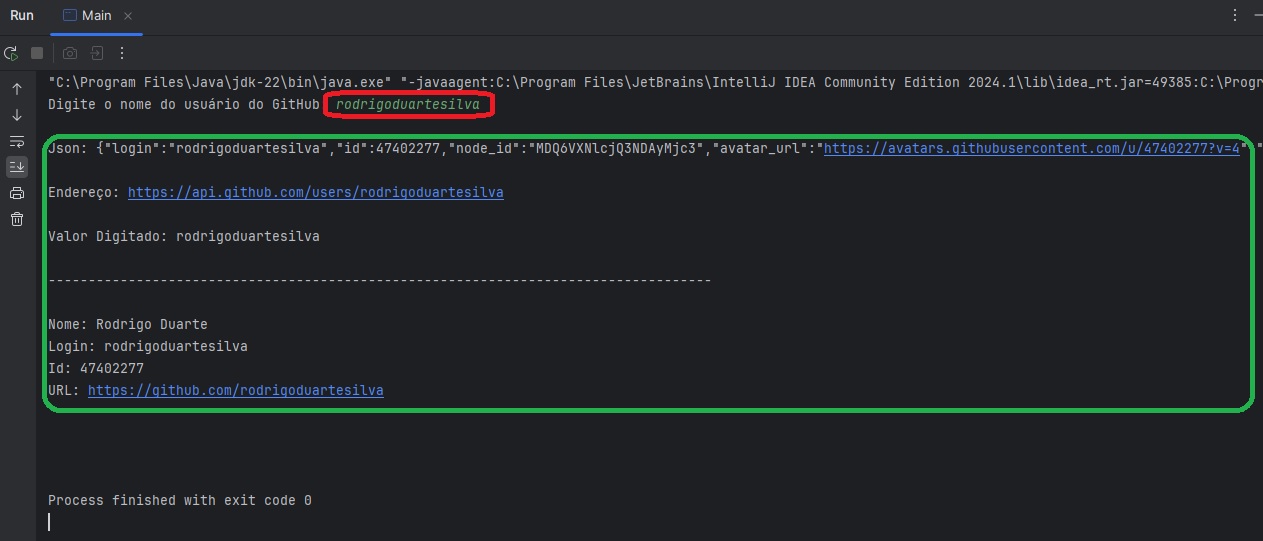 Run Main
"C:\Program Files\Java\jdk-22\bin\java.exe" "-javaagent:C:\Program Files\JetBrains\IntelliJ IDEA Community Edition 2024.1\lib\idea_rt.jar=49385:C:\Progr
Digite o nome do usuário do GitHub rodrigoduartesilva
Json: {"login":"rodrigoduartesilva","id":47402277,"node_id":"MDQ6VXNlcjQ3NDAyMjc3","avatar_url":"https://avatars.githubusercontent.com/u/47402277?v=4" "
Endereço: https://api.github.com/users/rodrigoduartesilva
Valor Digitado: rodrigoduartesilva
-----------------------------------------------------------------------------------
Nome: Rodrigo Duarte
Login: rodrigoduartesilva
Id: 47402277
URL: https://github.com/rodrigoduartesilva
Process finished with exit code 0